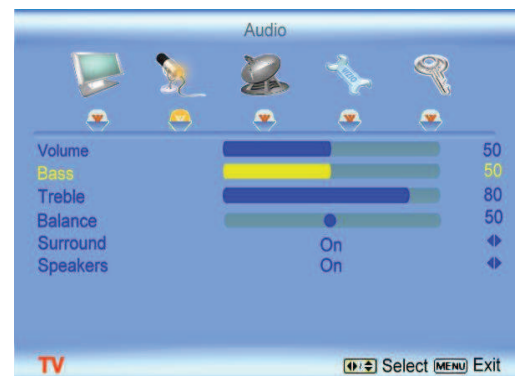 Audio
Volume 50
Bass 50
Treble 80
Balance 50
Surround On
Speakers On
TV Select MENU Exit